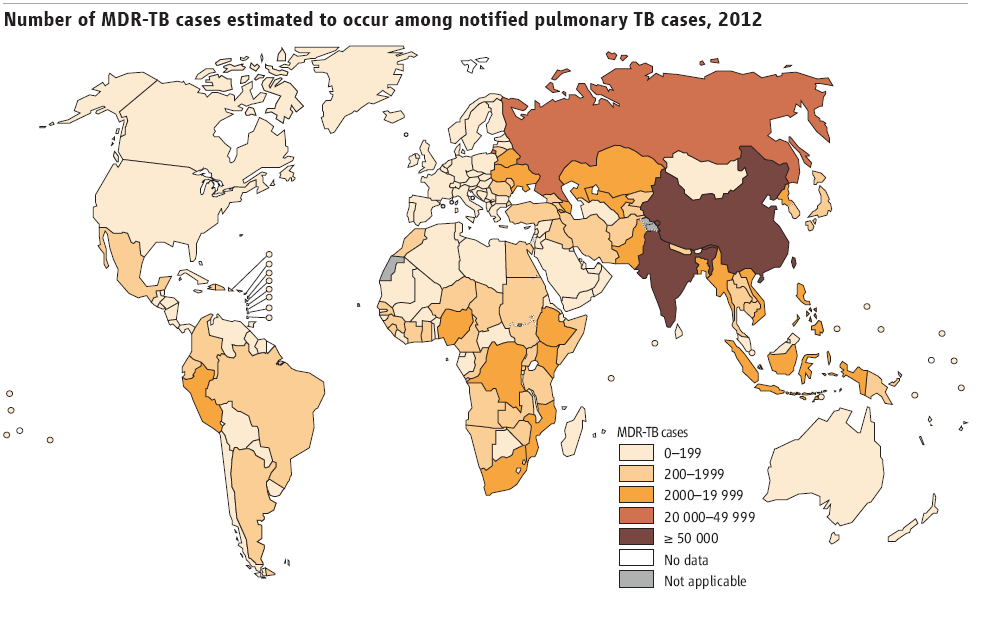 Number of MDR-TB cases estimated to occur among notified pulmonary TB cases, 2012
MDR-TB cases
0–199
200–1999
2000–19 999
20 000–49 999
≥ 50 000
No data
Not applicable